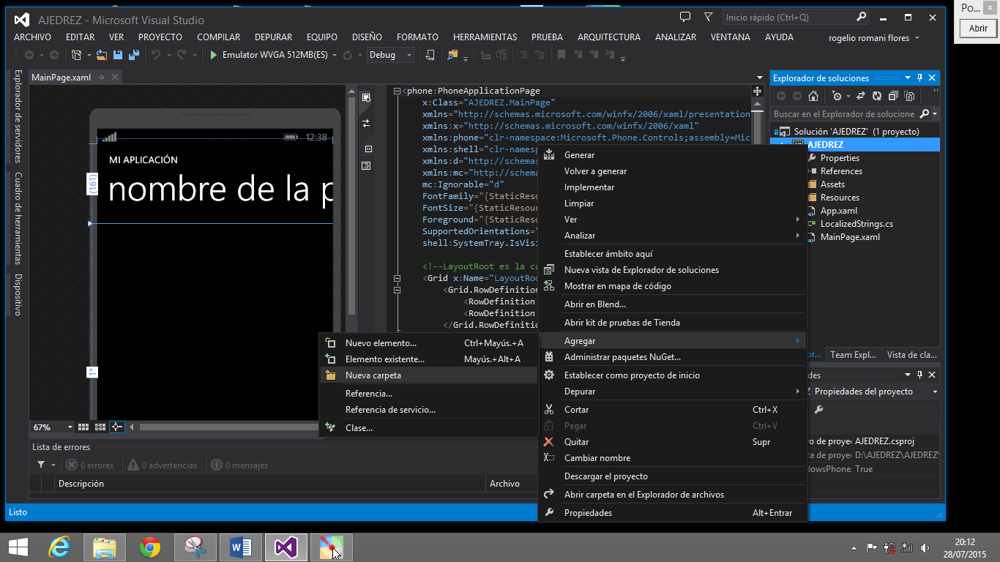 Po...
Abrir
AJEDREZ - Microsoft Visual Studio
Inicio rápido (Ctrl+Q)
ARCHIVO EDITAR VER PROYECTO COMPILAR DEPURAR EQUIPO DISEÑO FORMATO HERRAMIENTAS PRUEBA ARQUITECTURA ANALIZAR VENTANA AYUDA
rogelio romani flores
Emulator WVGA 512MB(ES) Debug
Explorador de servidores
Cuadro de herramientas
Dispositivo
MainPage.xaml
12:38
MI APLICACIÓN
nombre de la p
(161)
1*
67%
<phone:PhoneApplicationPage
x:Class="AJEDREZ.MainPage"
xmlns="http://schemas.microsoft.com/winfx/2006/xaml/presentation
xmlns:x="http://schemas.microsoft.com/winfx/2006/xaml"
xmlns:phone="clr-namespace:Microsoft.Phone.Controls;assembly=Mic
xmlns:shell="clr-namesp
xmlns:d="http://schemas
xmlns:mc="http://schema
mc:Ignorable="d"
FontFamily="{StaticReso
FontSize="{StaticResour
Foreground="{StaticReso
SupportedOrientations="
shell:SystemTray.IsVisi
<!--LayoutRoot es la cu
<Grid x:Name="LayoutRoo
<Grid.RowDefinition
<RowDefinition
<RowDefinition
</Grid.RowDefinit
Explorador de soluciones
Buscar en el Explorador de solucione
Solución 'AJEDREZ' (1 proyecto)
AJEDREZ
Properties
References
Assets
Resources
App.xaml
LocalizedStrings.cs
MainPage.xaml
Generar
Volver a generar
Implementar
Limpiar
Ver
Analizar
Establecer ámbito aquí
Nueva vista de Explorador de soluciones
Mostrar en mapa de código
Abrir en Blend...
Abrir kit de pruebas de Tienda
Agregar
Administrar paquetes NuGet...
Establecer como proyecto de inicio
Depurar
Cortar Ctrl+X
Pegar Ctrl+V
Quitar Supr
Cambiar nombre
Descargar el proyecto
Abrir carpeta en el Explorador de archivos
Propiedades Alt+Entrar
Nuevo elemento... Ctrl+Mayús.+A
Elemento existente... Mayús.+Alt+A
Nueva carpeta
Referencia...
Referencia de servicio...
Clase...
or... Team Expl... Vista de cla...
des
Z Propiedades del proyecto
vo de proye AJEDREZ.csproj
ta de proye D:\AJEDREZ\AJEDREZ\
dowsPhone True
Lista de errores
0 errores 0 advertencias 0 mensajes
Descripción Archivo
Listo
20:12
28/07/2015